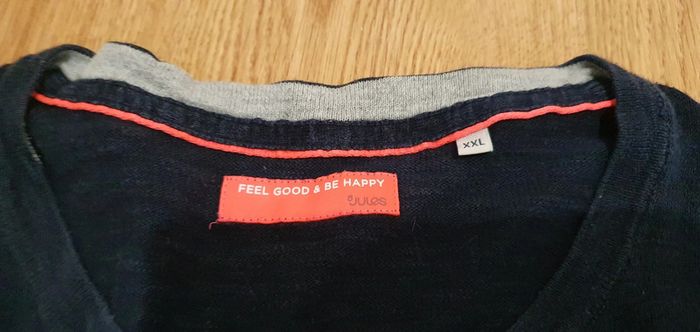 XXL
FEEL GOOD & BE HAPPY
JULES